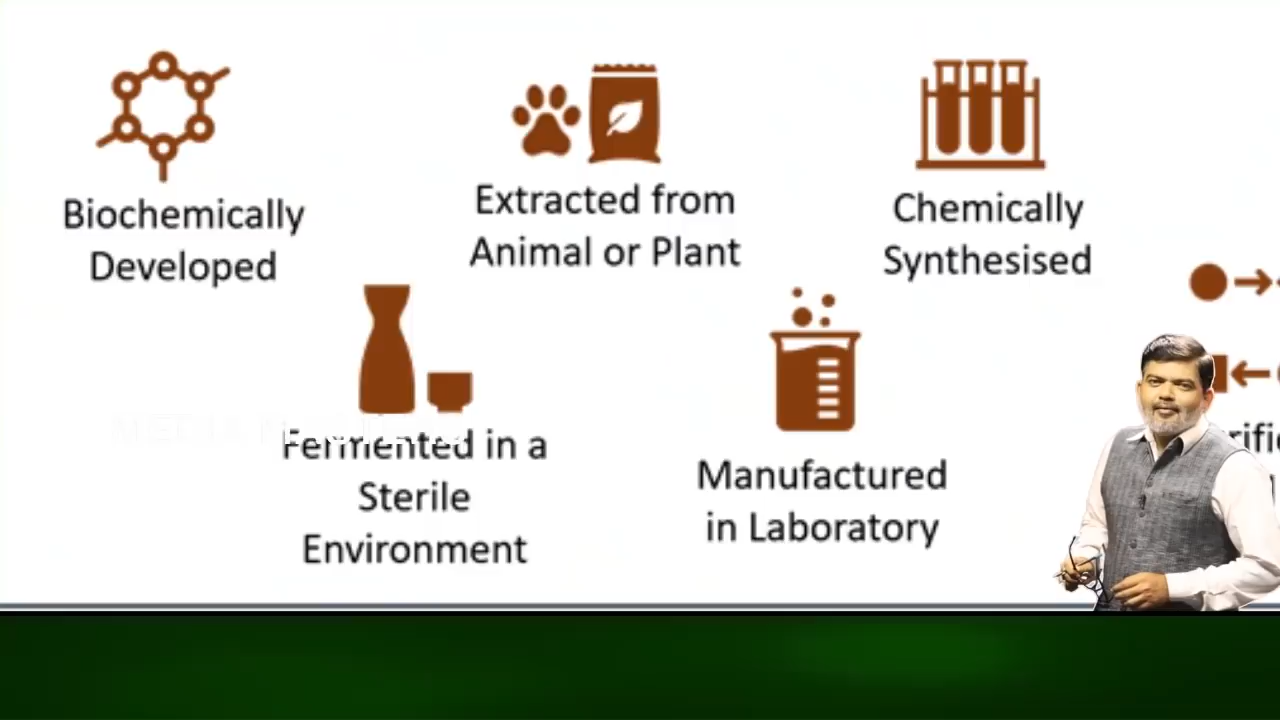 Biochemically
Developed
Extracted from
Animal or Plant
Chemically
Synthesised
Fermented in a
Sterile
Environment
Manufactured
in Laboratory